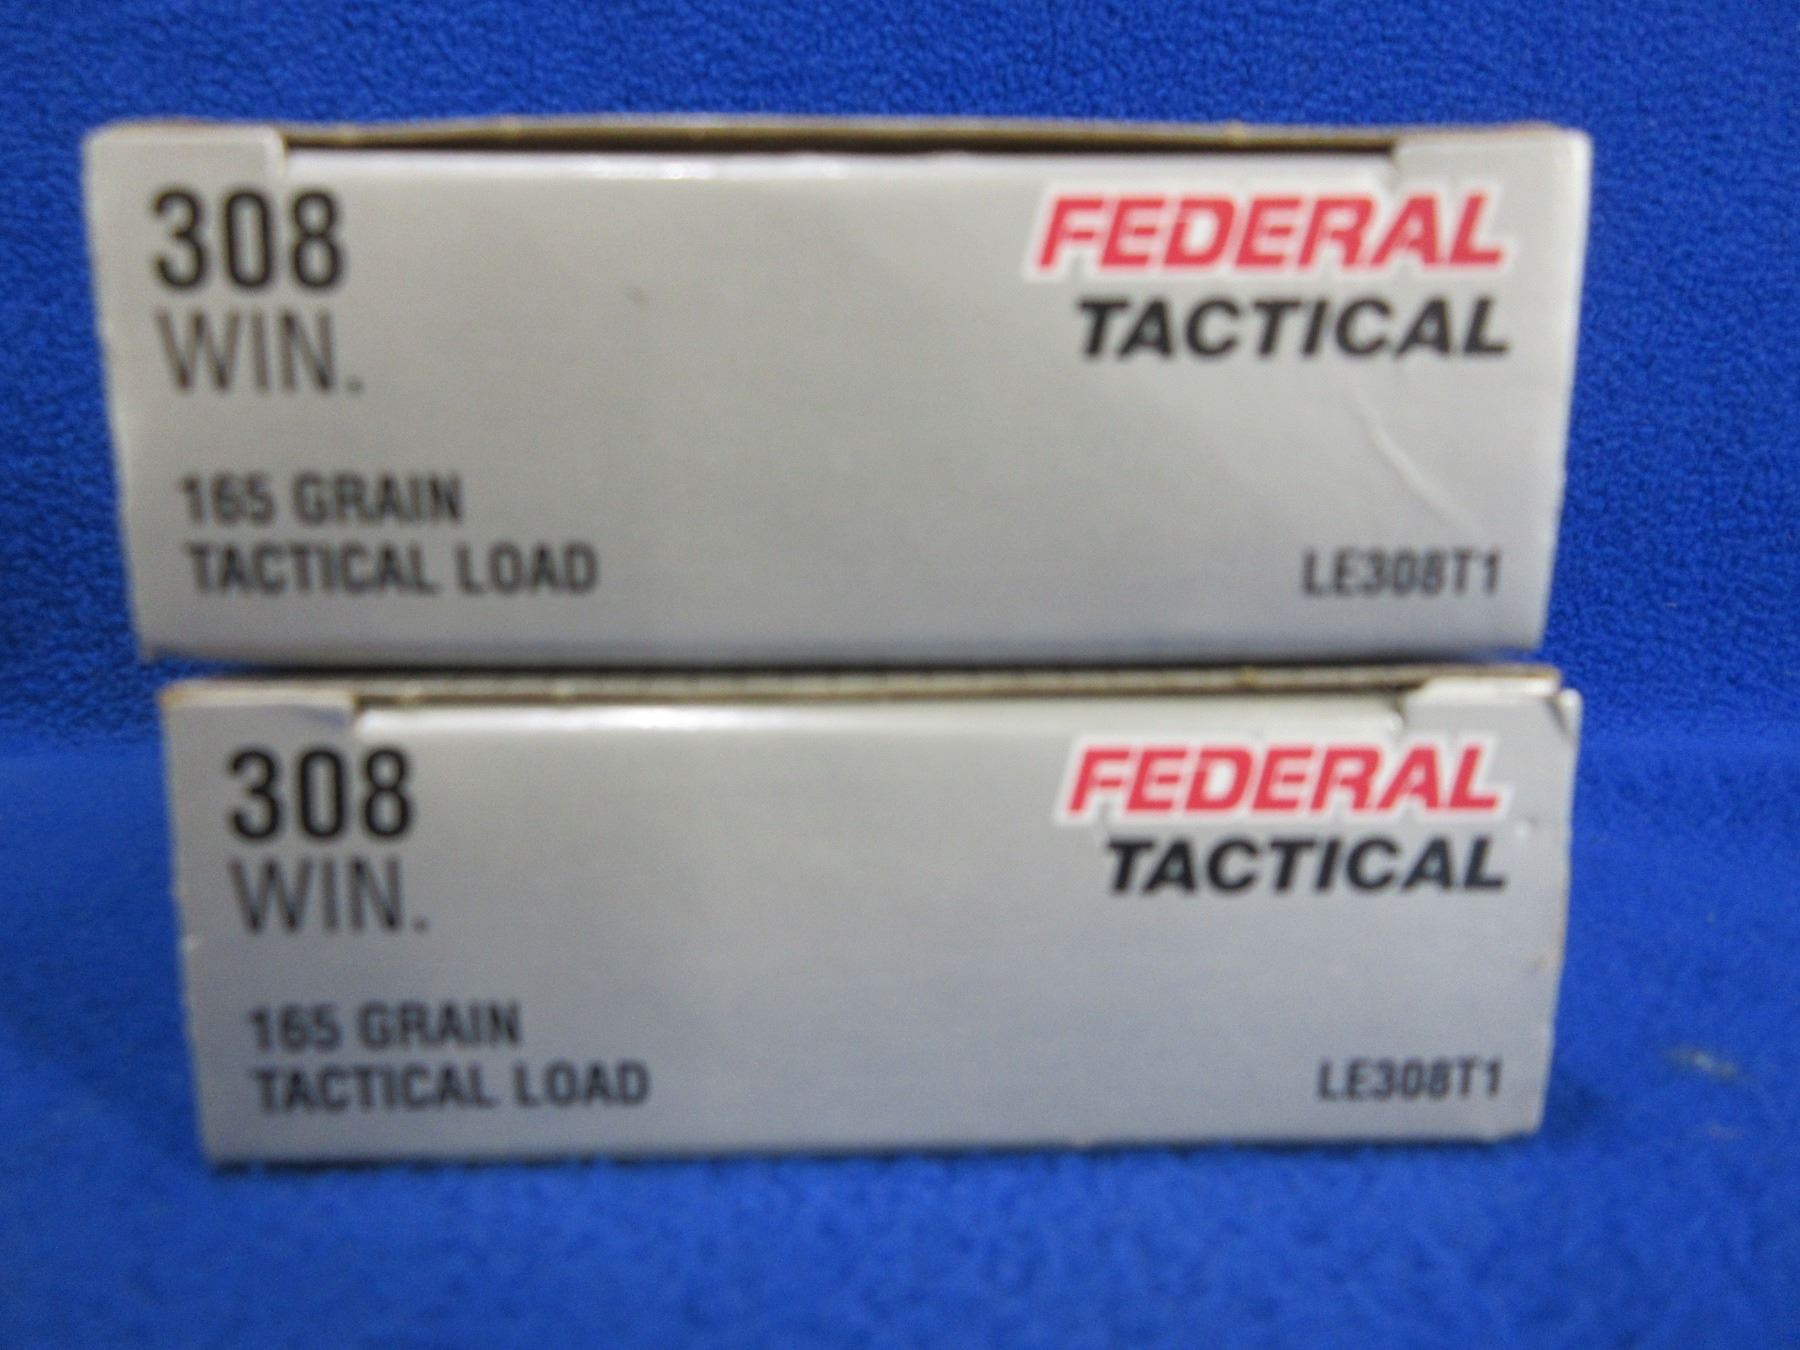 308
WIN.
FEDERAL
TACTICAL
165 GRAIN
TACTICAL LOAD
LE308T1
308
WIN.
FEDERAL
TACTICAL
165 GRAIN
TACTICAL LOAD
LE308T1